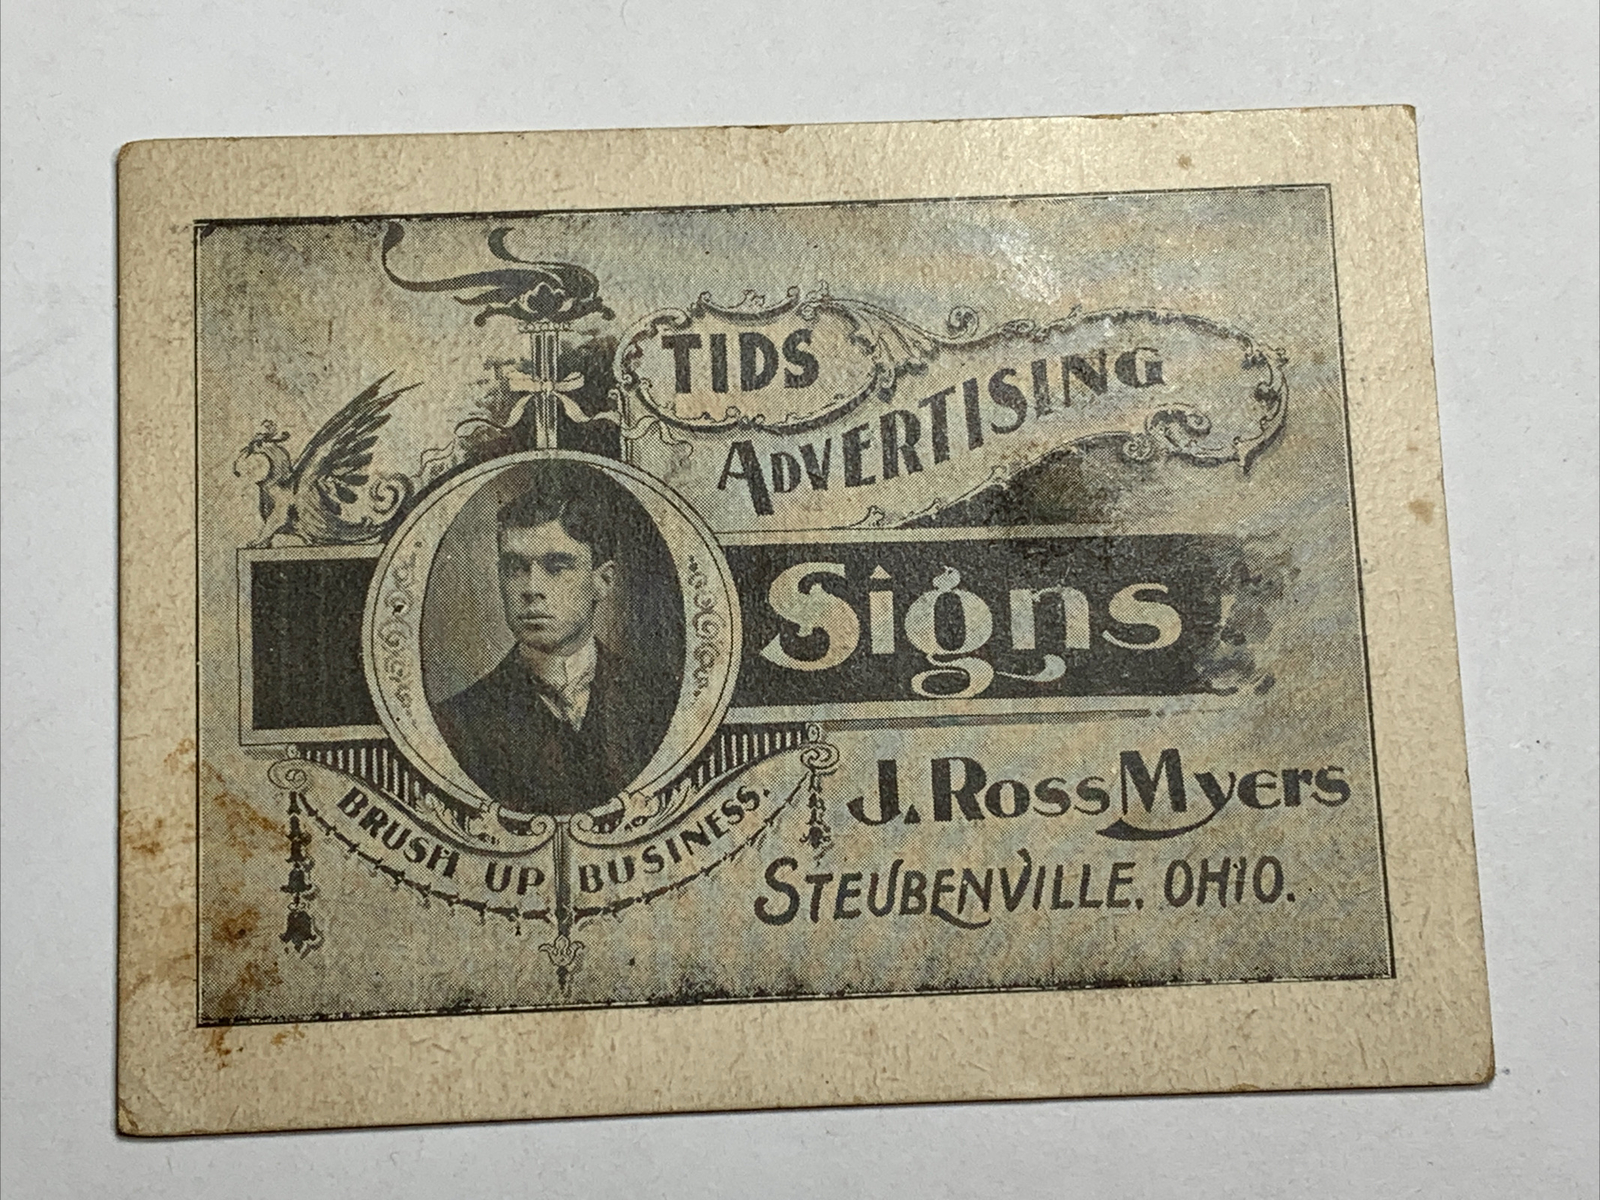 TIDS
ADVERTISING
Signs
BRUSH UP BUSINESS.
J. Ross Myers
STEUBENVILLE, OHIO.